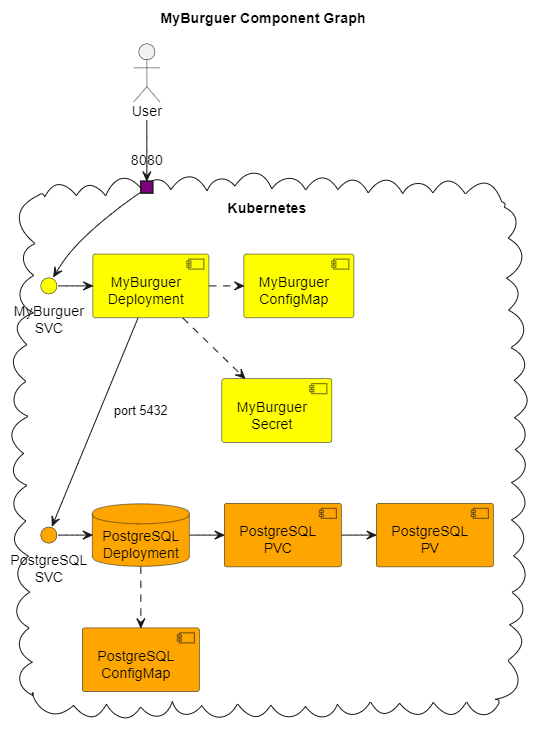 MyBurguer Component Graph
User
8080
Kubernetes
MyBurguer
Deployment
MyBurguer
ConfigMap
MyBurguer
SVC
MyBurguer
Secret
port 5432
PostgreSQL
Deployment
PostgreSQL
PVC
PostgreSQL
PV
PostgreSQL
SVC
PostgreSQL
ConfigMap